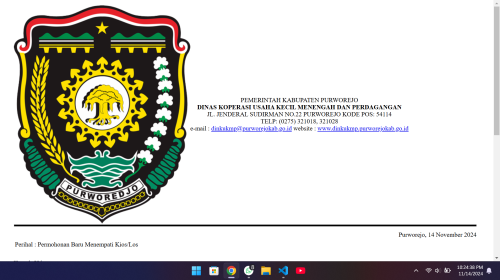 PEMERINTAH KABUPATEN PURWOREJO
DINAS KOPERASI USAHA KECIL MENENGAH DAN PERDAGANGAN
JL. JENDERAL SUDIRMAN NO.22 PURWOREJO KODE POS: 54114
TELP: (0275) 321018, 321028
e-mail : dinkukmp@purworejokab.go.id website : www.dinkukmp.purworejokab.go.id
PURWOREDJO
Purworejo, 14 November 2024
Perihal : Permohonan Baru Menempati Kios/Los
10:24:38 PM
11/14/2024